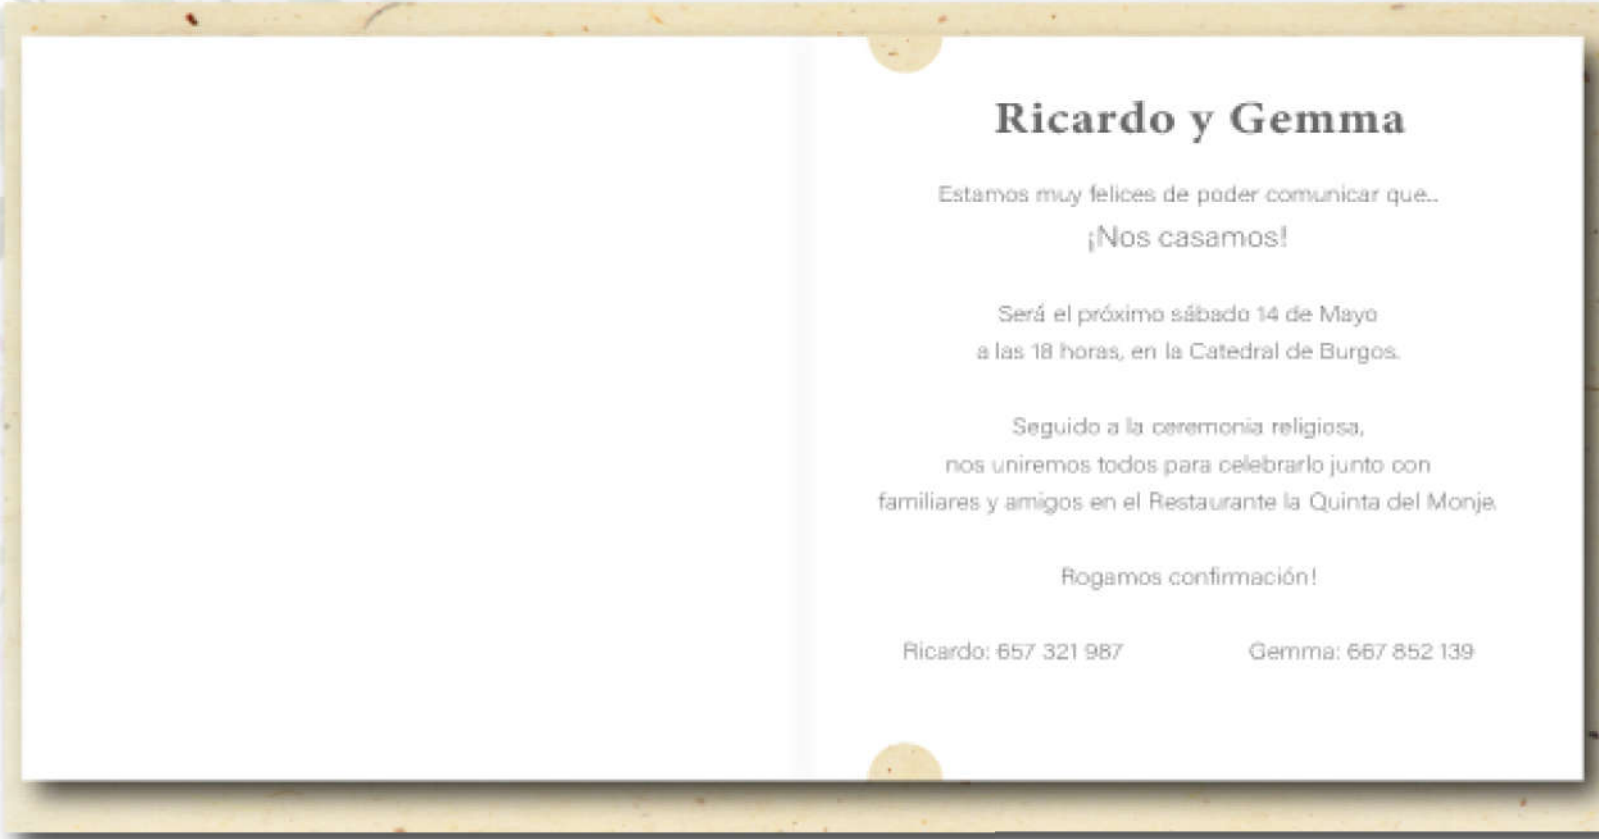 Ricardo y Gemma
Estamos muy felices de poder comunicar que...
¡Nos casamos!
Será el próximo sábado 14 de Mayo
a las 18 horas, en la Catedral de Burgos.
Seguido a la ceremonia religiosa,
nos uniremos todos para celebrarlo junto con
familiares y amigos en el Restaurante la Quinta del Monje.
Rogamos confirmación!
Ricardo: 657 321 987 Gemma: 667 852 139